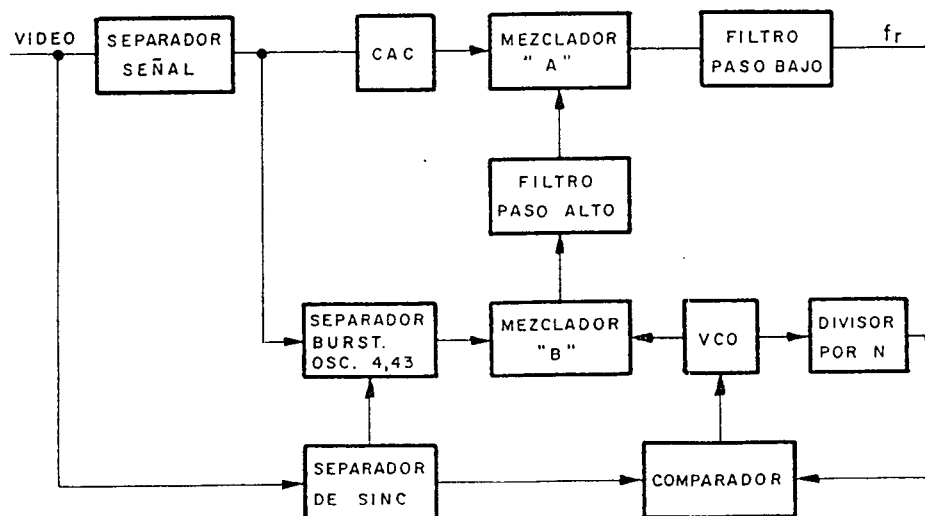 VIDEO
SEPARADOR
SEÑAL
CAC
MEZCLADOR
"A"
FILTRO
PASO BAJO
fr
FILTRO
PASO ALTO
SEPARADOR
BURST.
OSC. 4,43
MEZCLADOR
"B"
VCO
DIVISOR
POR N
SEPARADOR
DE SINC
COMPARADOR